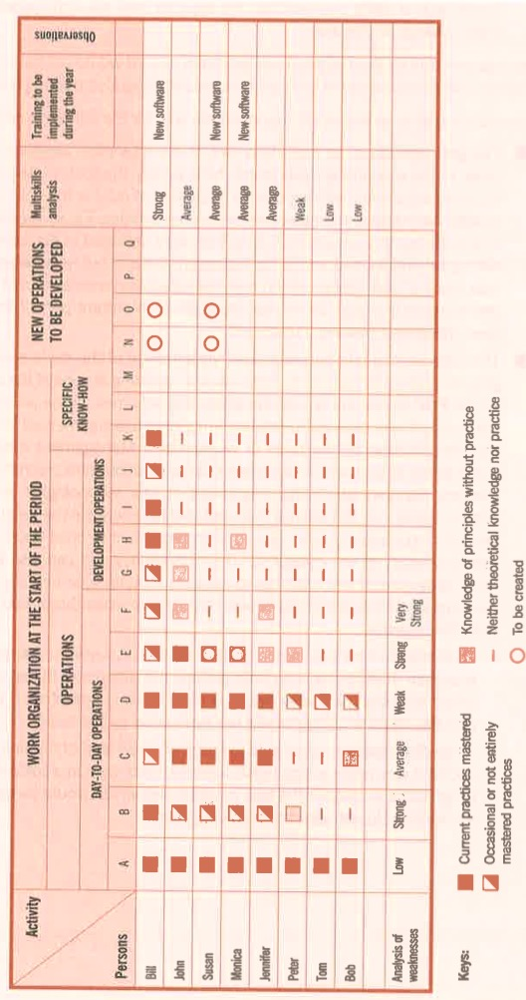 Activity
WORK ORGANIZATION AT THE START OF THE PERIOD
NEW OPERATIONS
TO BE DEVELOPED
Multiskills
analysis
Training to be
implemented
during the year
Observations
OPERATIONS
SPECIFIC
KNOW-HOW
DAY-TO-DAY OPERATIONS
DEVELOPMENT OPERATIONS
Persons
A B C D E F G H I J K L M N O P Q
Bill Strong New software
John Average
Susan Average New software
Monica Average New software
Jennifer Average
Peter Weak
Tom Low
Bob Low
Analysis of
weaknesses
Low Strong Average Weak Strong Very
Strong
Keys:
Current practices mastered
Occasional or not entirely
mastered practices
Knowledge of principles without practice
Neither theoretical knowledge nor practice
To be created